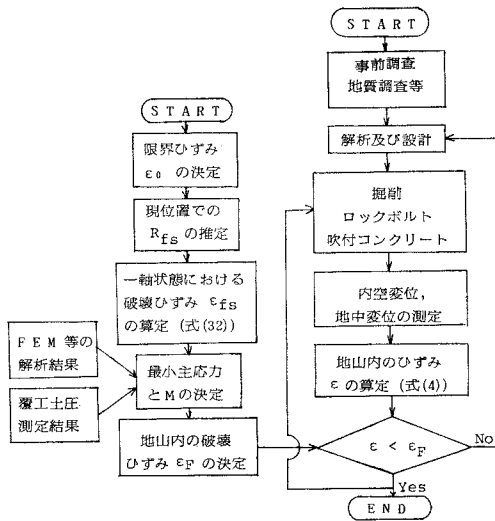 START
限界ひずみ
ε₀ の決定
現位置での
R_fs の推定
一軸状態における
破壊ひずみ ε_fs
の算定 (式(32))
FEM等の
解析結果
覆工土圧
測定結果
最小主応力
とMの決定
地山内の破壊
ひずみ ε_F の決定
START
事前調査
地質調査等
解析及び設計
掘削
ロックボルト
吹付コンクリート
内空変位,
地中変位の測定
地山内のひずみ
εの算定 (式(4))
ε < ε_F
No
Yes
END